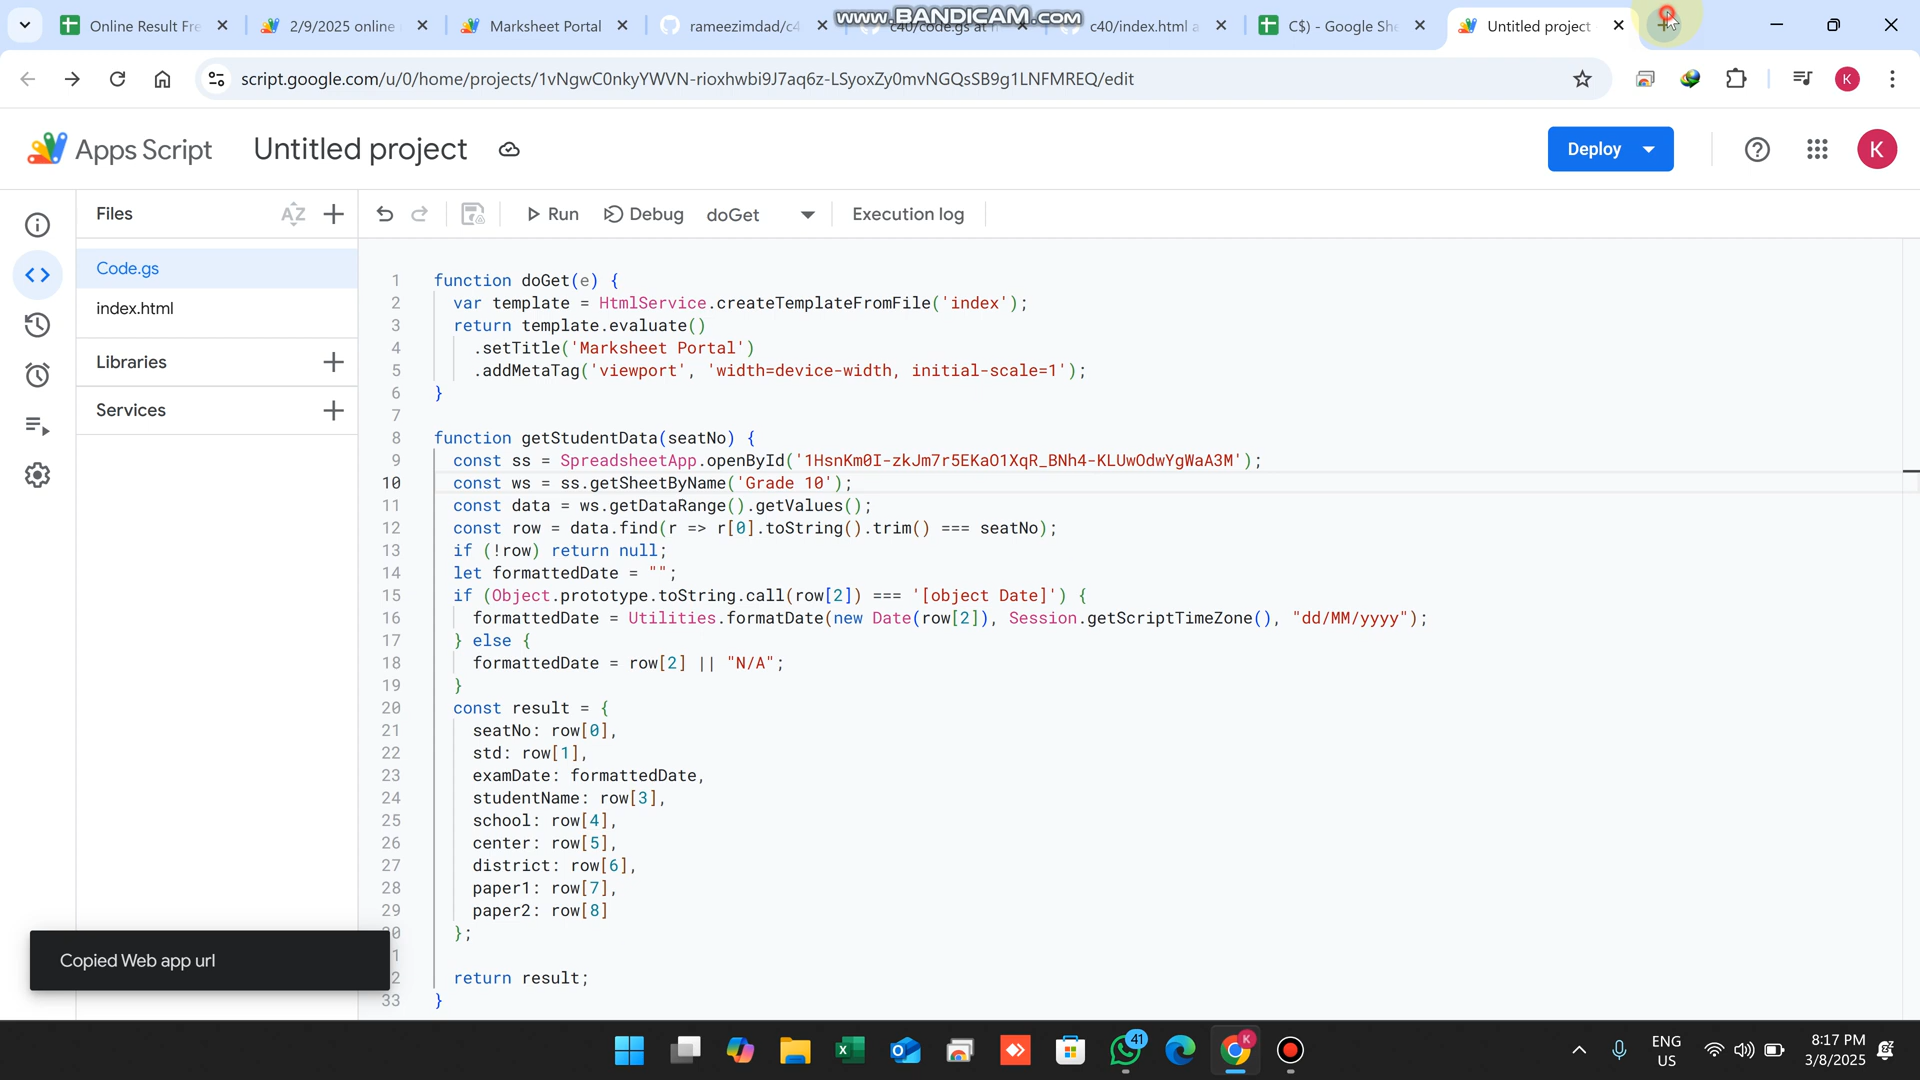 Online Result Fre
2/9/2025 online
Marksheet Portal
rameezimdad/c4
c40/code.gs at
c40/index.html a
C$) - Google She
Untitled project
www.BANDICAM.com
script.google.com/u/0/home/projects/1vNgwC0nkyYWVN-rioxhwbi9J7aq6z-LSyoxZy0mvNGQsSB9g1LNFMREQ/edit
K
Apps Script
Untitled project
Deploy
K
Files
AZ
Run
Debug
doGet
Execution log
Code.gs
index.html
Libraries
Services
1 function doGet(e) {
2 var template = HtmlService.createTemplateFromFile('index');
3 return template.evaluate()
4 .setTitle('Marksheet Portal')
5 .addMetaTag('viewport', 'width=device-width, initial-scale=1');
6 }
7
8 function getStudentData(seatNo) {
9 const ss = SpreadsheetApp.openById('1HsnKm0I-zkJm7r5EKaO1XqR_BNh4-KLUwOdwYgWaA3M');
10 const ws = ss.getSheetByName('Grade 10');
11 const data = ws.getDataRange().getValues();
12 const row = data.find(r => r[0].toString().trim() === seatNo);
13 if (!row) return null;
14 let formattedDate = "";
15 if (Object.prototype.toString.call(row[2]) === '[object Date]') {
16 formattedDate = Utilities.formatDate(new Date(row[2]), Session.getScriptTimeZone(), "dd/MM/yyyy");
17 } else {
18 formattedDate = row[2] || "N/A";
19 }
20 const result = {
21 seatNo: row[0],
22 std: row[1],
23 examDate: formattedDate,
24 studentName: row[3],
25 school: row[4],
26 center: row[5],
27 district: row[6],
28 paper1: row[7],
29 paper2: row[8]
0 };
1
2 return result;
33 }
Copied Web app url
41
K
ENG
US
8:17 PM
3/8/2025